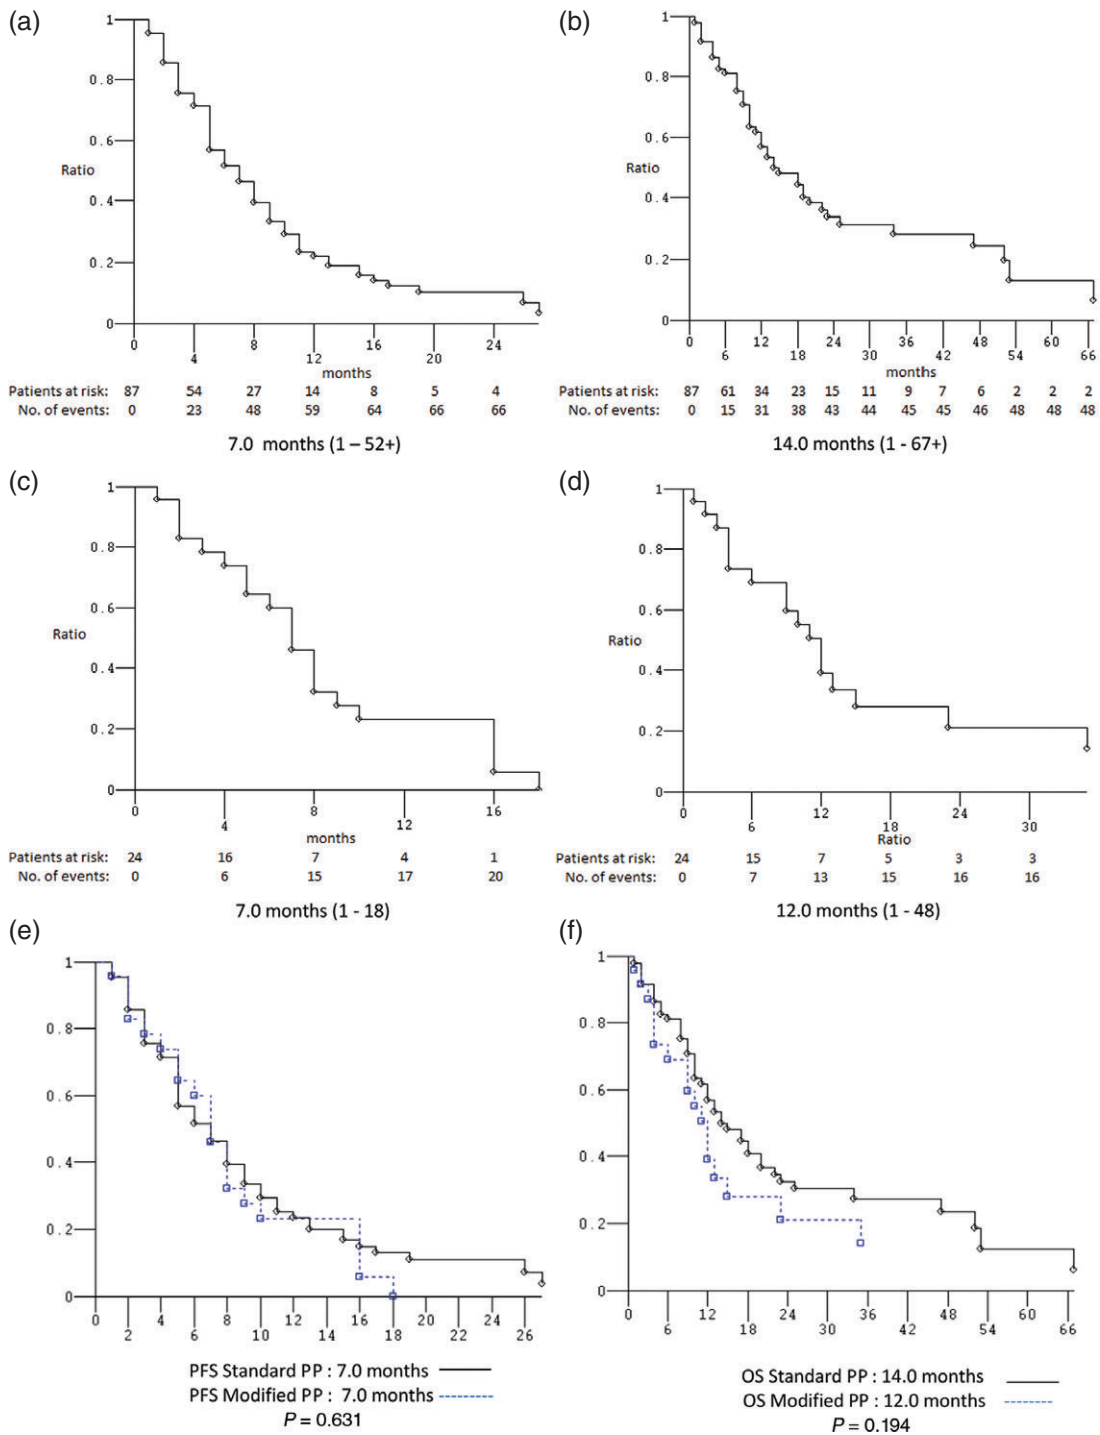 (a)
1
0.8
0.6
Ratio
0.4
0.2
0
0 4 8 12 16 20 24
months
Patients at risk: 87 54 27 14 8 5 4
No. of events: 0 23 48 59 64 66 66
7.0 months (1 – 52+)
(b)
1
0.8
0.6
Ratio
0.4
0.2
0
0 6 12 18 24 30 36 42 48 54 60 66
months
Patients at risk: 87 61 34 23 15 11 9 7 6 2 2 2
No. of events: 0 15 31 38 43 44 45 45 46 48 48 48
14.0 months (1 - 67+)
(c)
1
0.8
0.6
Ratio
0.4
0.2
0
0 4 8 12 16
months
Patients at risk: 24 16 7 4 1
No. of events: 0 6 15 17 20
7.0 months (1 - 18)
(d)
1
0.8
0.6
Ratio
0.4
0.2
0
0 6 12 18 24 30
Ratio
Patients at risk: 24 15 7 5 3 3
No. of events: 0 7 13 15 16 16
12.0 months (1 - 48)
(e)
1
0.8
0.6
0.4
0.2
0
0 2 4 6 8 10 12 14 16 18 20 22 24 26
PFS Standard PP : 7.0 months
PFS Modified PP : 7.0 months
P = 0.631
(f)
1
0.8
0.6
0.4
0.2
0
0 6 12 18 24 30 36 42 48 54 60 66
OS Standard PP : 14.0 months
OS Modified PP : 12.0 months
P = 0.194